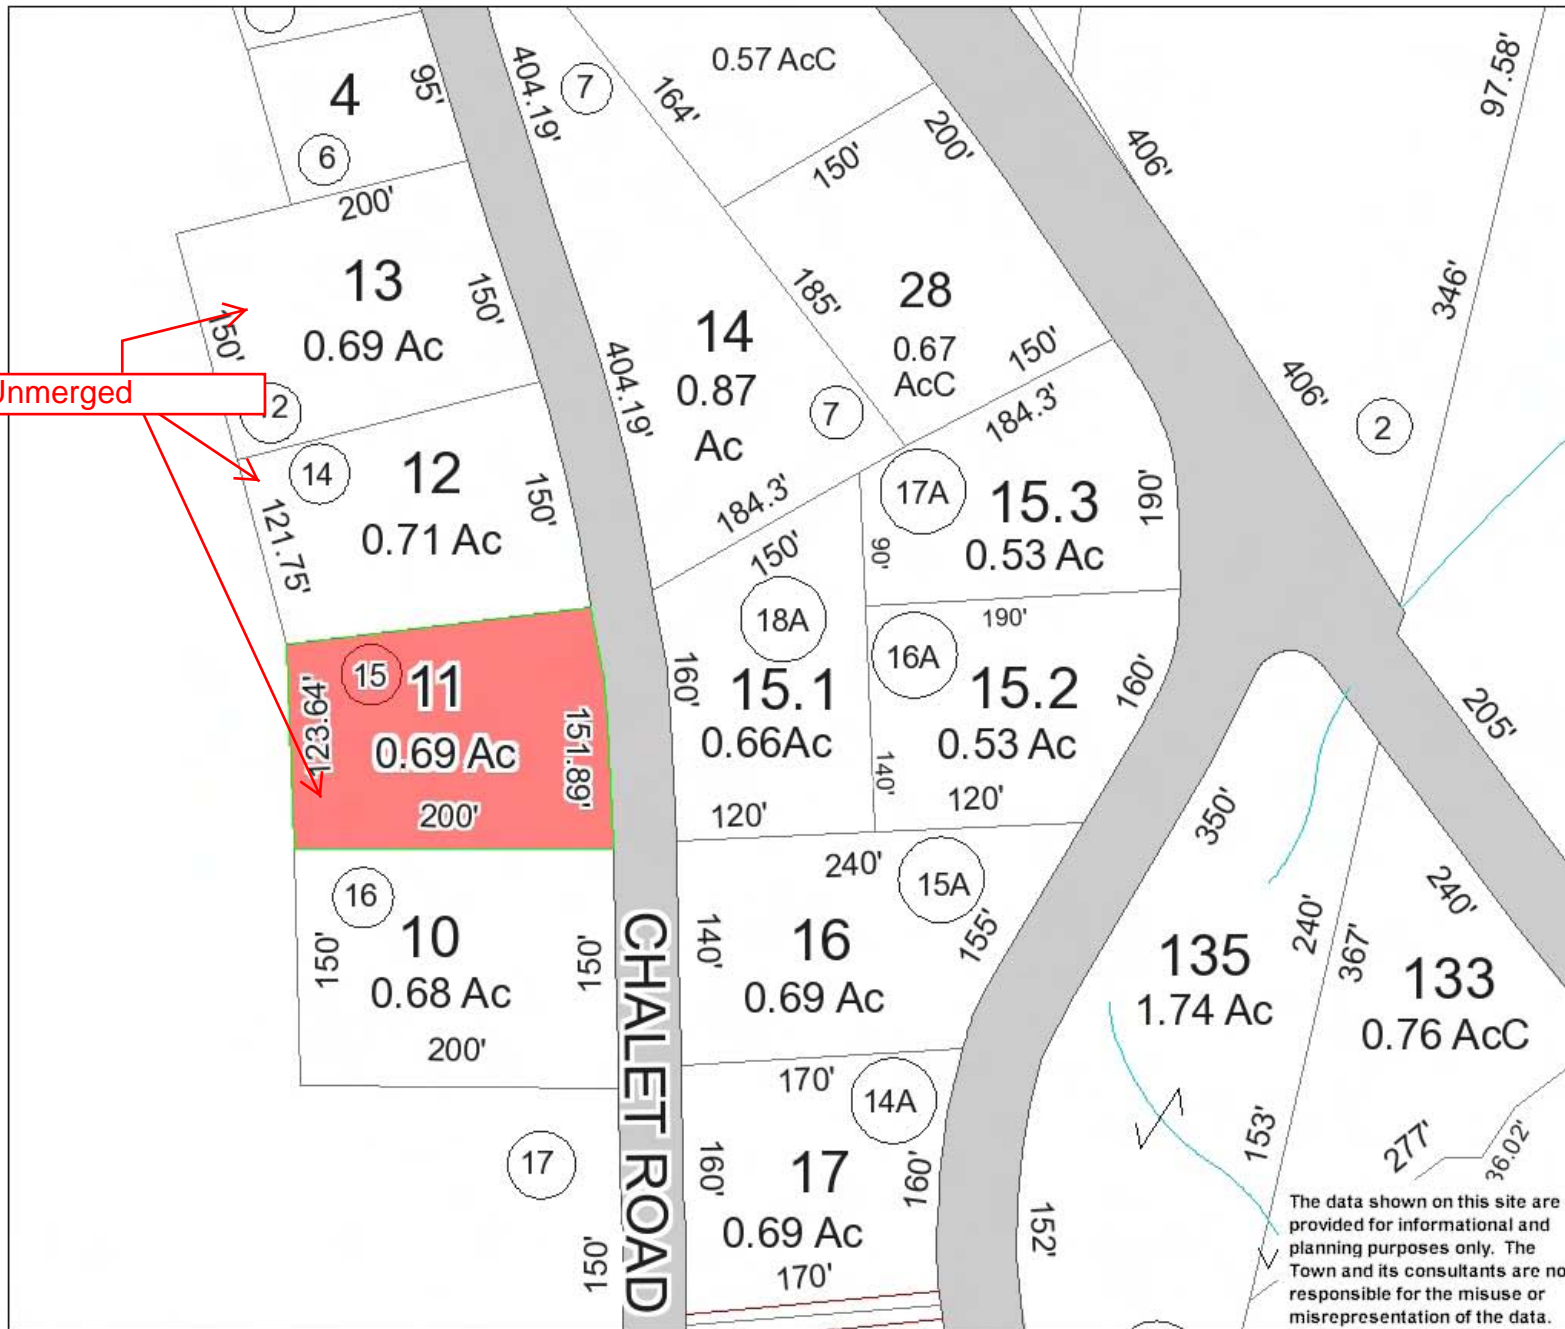 0.57 AcC
97.58'
4
95'
404.19'
7
164'
200'
406'
6
150'
200'
13
0.69 Ac
150'
150'
185'
28
0.67
AcC
150'
346'
14
0.87
Ac
404.19'
7
184.3'
406'
2
Unmerged
12
14
12
0.71 Ac
150'
121.75'
184.3'
150'
17A
15.3
0.53 Ac
160'
90'
18A
190'
16A
15.2
0.53 Ac
160'
15.1
0.66Ac
160'
120'
140'
120'
15
11
0.69 Ac
123.64'
151.89'
200'
205'
350'
240'
15A
16
0.69 Ac
140'
155'
16
10
0.68 Ac
150'
150'
200'
CHALET ROAD
135
1.74 Ac
240'
367'
240'
133
0.76 AcC
170'
14A
17
0.69 Ac
160'
160'
170'
17
150'
152'
153'
277'
36.02'
The data shown on this site are
provided for informational and
planning purposes only. The
Town and its consultants are no
responsible for the misuse or
misrepresentation of the data.